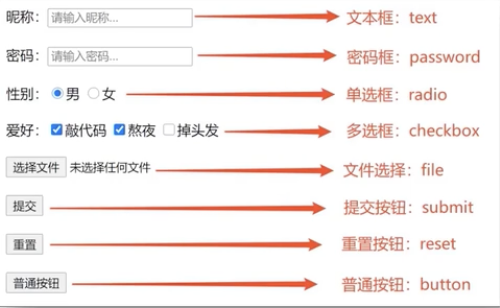 昵称： 请输入昵称... 文本框：text
密码： 请输入密码... 密码框：password
性别： 男 女 单选框：radio
爱好： 敲代码 熬夜 掉头发 多选框：checkbox
选择文件 未选择任何文件 文件选择：file
提交 提交按钮：submit
重置 重置按钮：reset
普通按钮 普通按钮：button